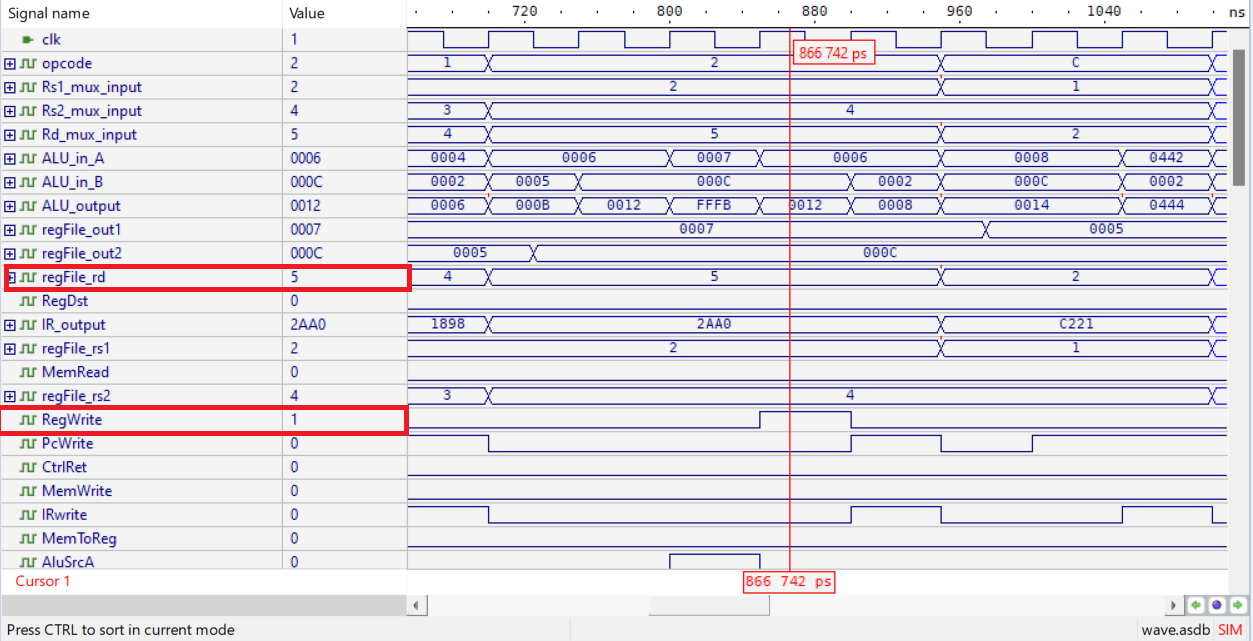 Signal name Value 720 800 880 960 1040 ns
clk 1 866 742 ps
opcode 2 1 2 C
Rs1_mux_input 2 2 1
Rs2_mux_input 4 3 4
Rd_mux_input 5 4 5 2
ALU_in_A 0006 0004 0006 0007 0006 0008 0442
ALU_in_B 000C 0002 0005 000C 0002 000C 0002
ALU_output 0012 0006 000B 0012 FFFB 0012 0008 0014 0444
regFile_out1 0007 0007 0005
regFile_out2 000C 0005 000C
regFile_rd 5 4 5 2
RegDst 0
IR_output 2AA0 1898 2AA0 C221
regFile_rs1 2 2 1
MemRead 0
regFile_rs2 4 3 4
RegWrite 1
PcWrite 0
CtrlRet 0
MemWrite 0
IRwrite 0
MemToReg 0
AluSrcA 0
Cursor 1 866 742 ps
Press CTRL to sort in current mode wave.asdb SIM